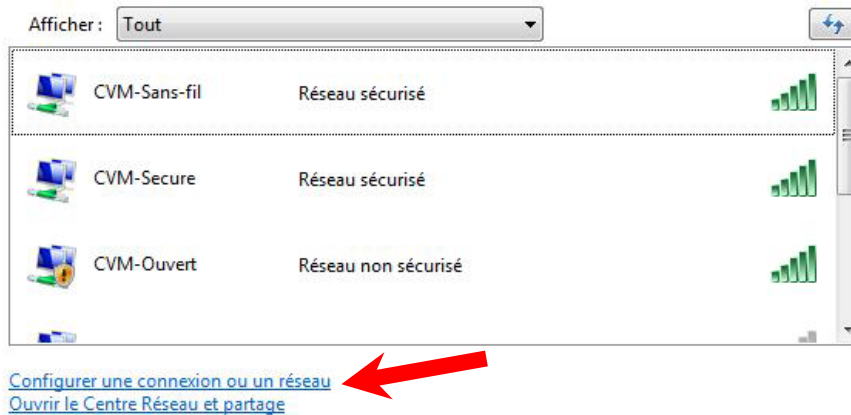 Afficher : Tout
CVM-Sans-fil Réseau sécurisé
CVM-Secure Réseau sécurisé
CVM-Ouvert Réseau non sécurisé
Configurer une connexion ou un réseau
Ouvrir le Centre Réseau et partage